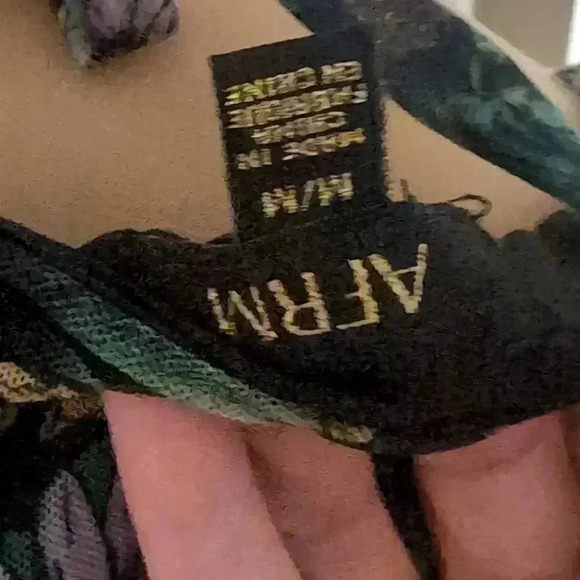 AFRM
M/M
MADE IN
CHINA
FABRIQUE
EN CHINE